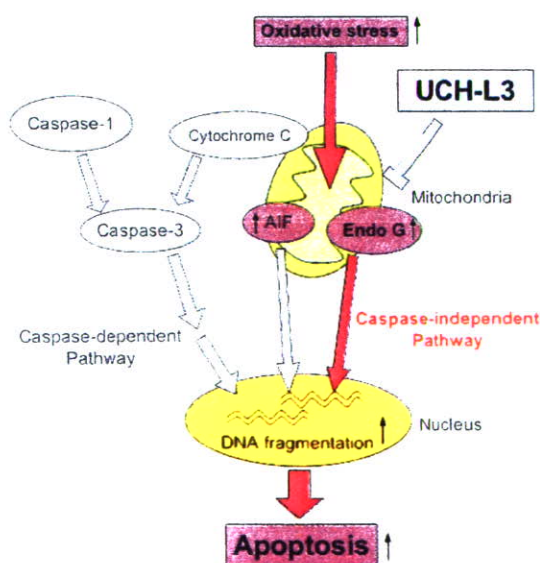 Oxidative stress ↑
UCH-L3
Caspase-1
Cytochrome C
Mitochondria
Caspase-3
↑ AIF
Endo G ↑
Caspase-independent
Pathway
Caspase-dependent
Pathway
Nucleus
DNA fragmentation ↑
Apoptosis ↑